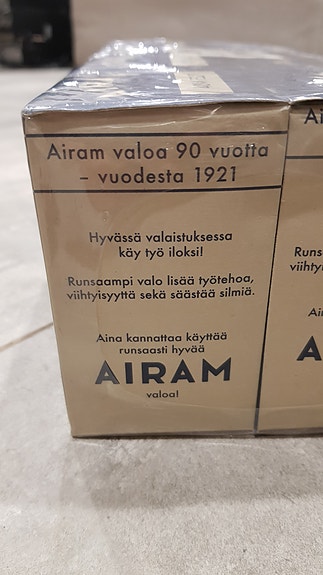 Airam valoa 90 vuotta
– vuodesta 1921
Hyvässä valaistuksessa
käy työ iloksi!
Runsaampi valo lisää työtehoa,
viihtyisyyttä sekä säästää silmiä.
Aina kannattaa käyttää
runsaasti hyvää
AIRAM
valoa!